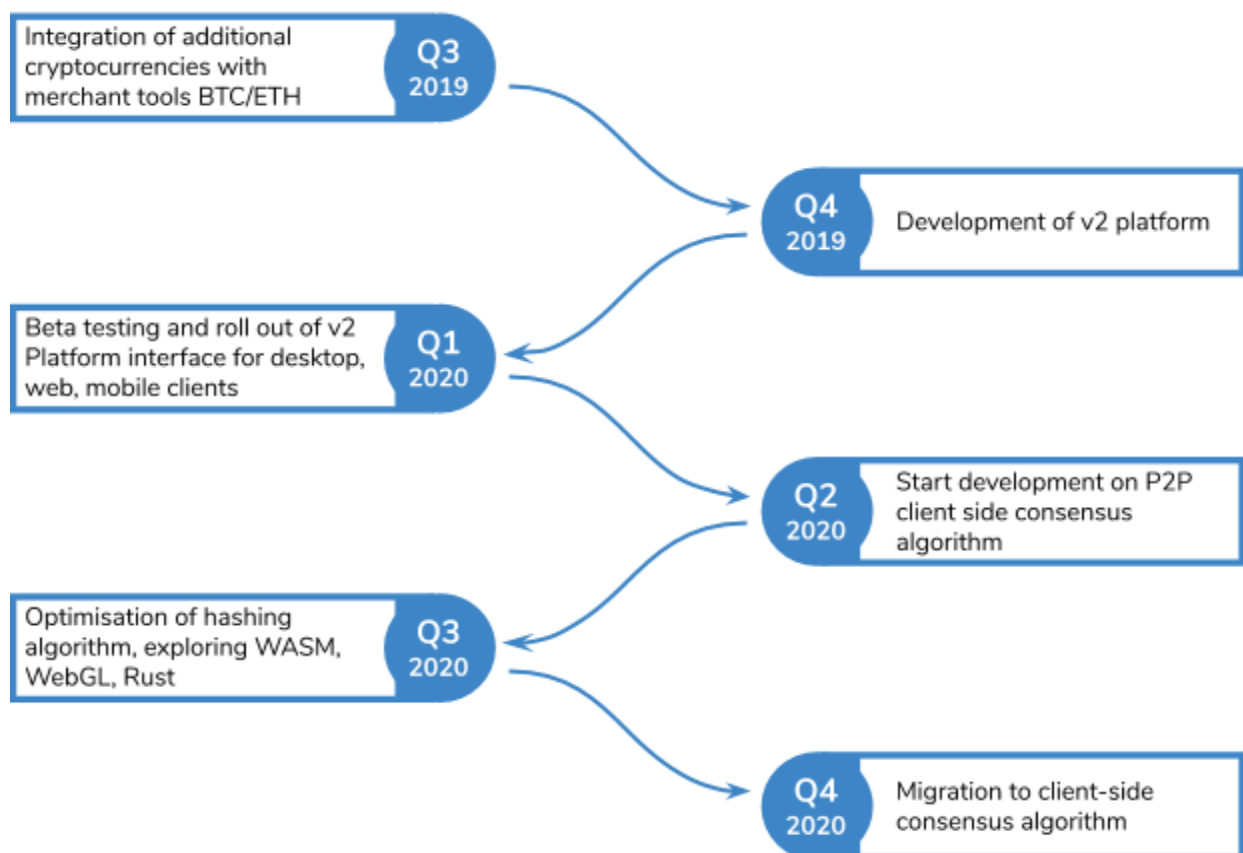 Integration of additional
cryptocurrencies with
merchant tools BTC/ETH
Q3
2019
Q4
2019
Development of v2 platform
Beta testing and roll out of v2
Platform interface for desktop,
web, mobile clients
Q1
2020
Q2
2020
Start development on P2P
client side consensus
algorithm
Optimisation of hashing
algorithm, exploring WASM,
WebGL, Rust
Q3
2020
Q4
2020
Migration to client-side
consensus algorithm